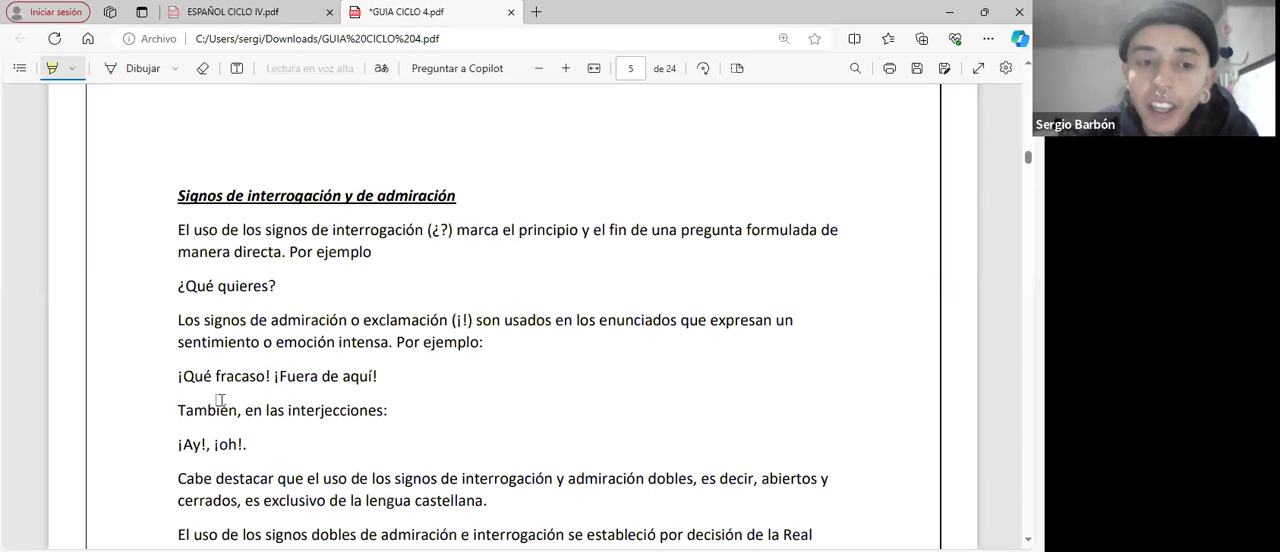 Iniciar sesión
ESPAÑOL CICLO IV.pdf
*GUIA CICLO 4.pdf
Archivo
C:/Users/sergi/Downloads/GUIA%20CICLO%204.pdf
Dibujar
Lectura en voz alta
aあ
Preguntar a Copilot
5
de 24
Sergio Barbón
Signos de interrogación y de admiración
El uso de los signos de interrogación (¿?) marca el principio y el fin de una pregunta formulada de
manera directa. Por ejemplo
¿Qué quieres?
Los signos de admiración o exclamación (¡!) son usados en los enunciados que expresan un
sentimiento o emoción intensa. Por ejemplo:
¡Qué fracaso! ¡Fuera de aquí!
También, en las interjecciones:
¡Ay!, ¡oh!.
Cabe destacar que el uso de los signos de interrogación y admiración dobles, es decir, abiertos y
cerrados, es exclusivo de la lengua castellana.
El uso de los signos dobles de admiración e interrogación se estableció por decisión de la Real